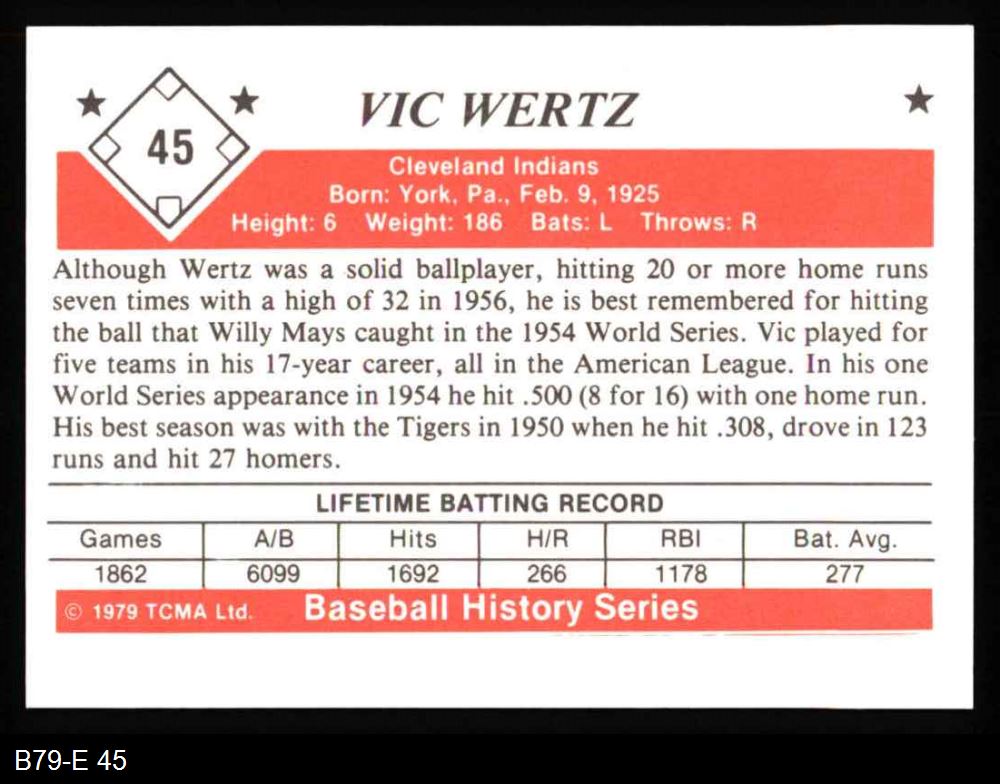 45
VIC WERTZ
Cleveland Indians
Born: York, Pa., Feb. 9, 1925
Height: 6 Weight: 186 Bats: L Throws: R
Although Wertz was a solid ballplayer, hitting 20 or more home runs
seven times with a high of 32 in 1956, he is best remembered for hitting
the ball that Willy Mays caught in the 1954 World Series. Vic played for
five teams in his 17-year career, all in the American League. In his one
World Series appearance in 1954 he hit .500 (8 for 16) with one home run.
His best season was with the Tigers in 1950 when he hit .308, drove in 123
runs and hit 27 homers.
LIFETIME BATTING RECORD
Games A/B Hits H/R RBI Bat. Avg.
1862 6099 1692 266 1178 277
© 1979 TCMA Ltd. Baseball History Series
B79-E 45